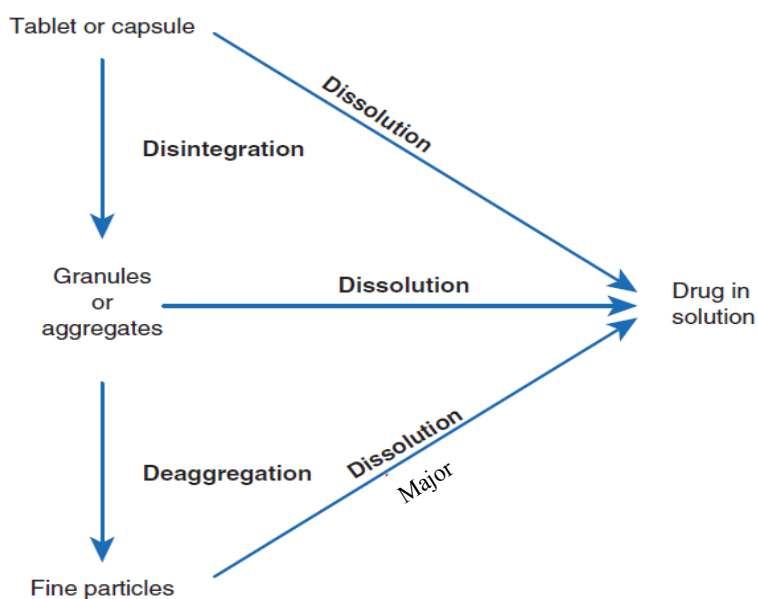 Tablet or capsule
Dissolution
Disintegration
Granules
or
aggregates
Dissolution
Drug in
solution
Dissolution
Major
Deaggregation
Fine particles